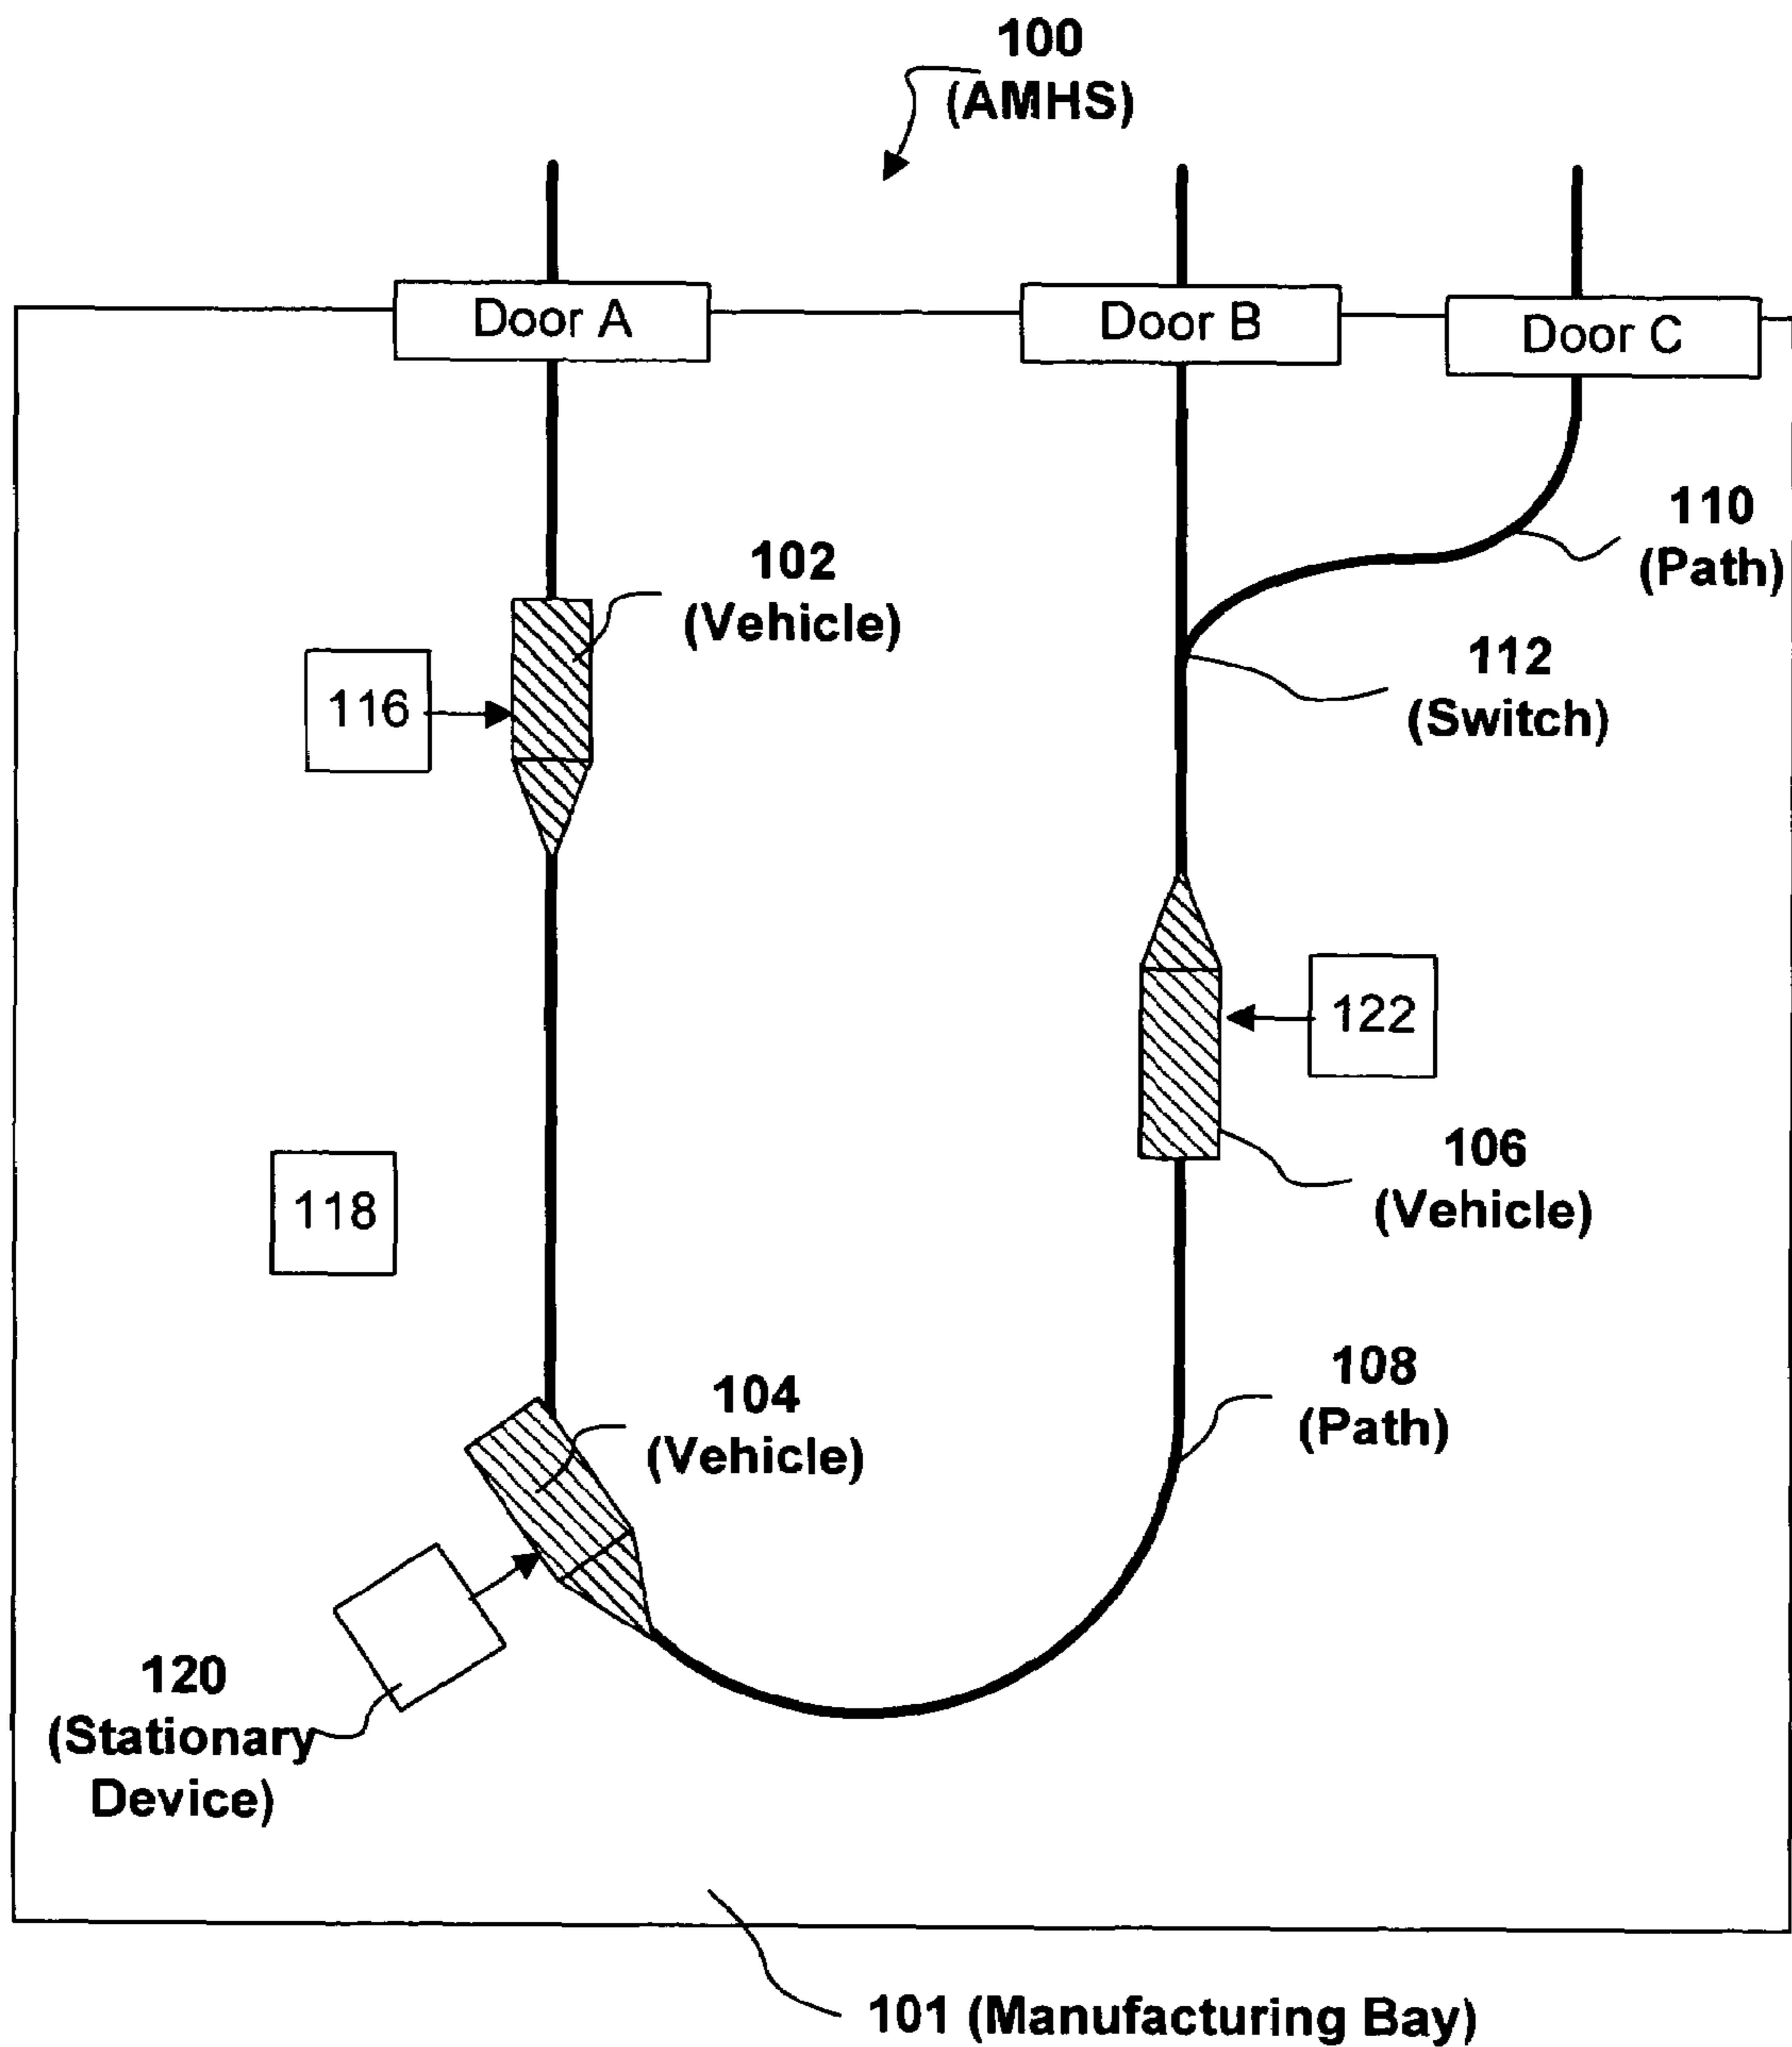 100
(AMHS)
Door A
Door B
Door C
110
(Path)
102
(Vehicle)
112
(Switch)
116
122
106
(Vehicle)
118
108
(Path)
104
(Vehicle)
120
(Stationary
Device)
101 (Manufacturing Bay)